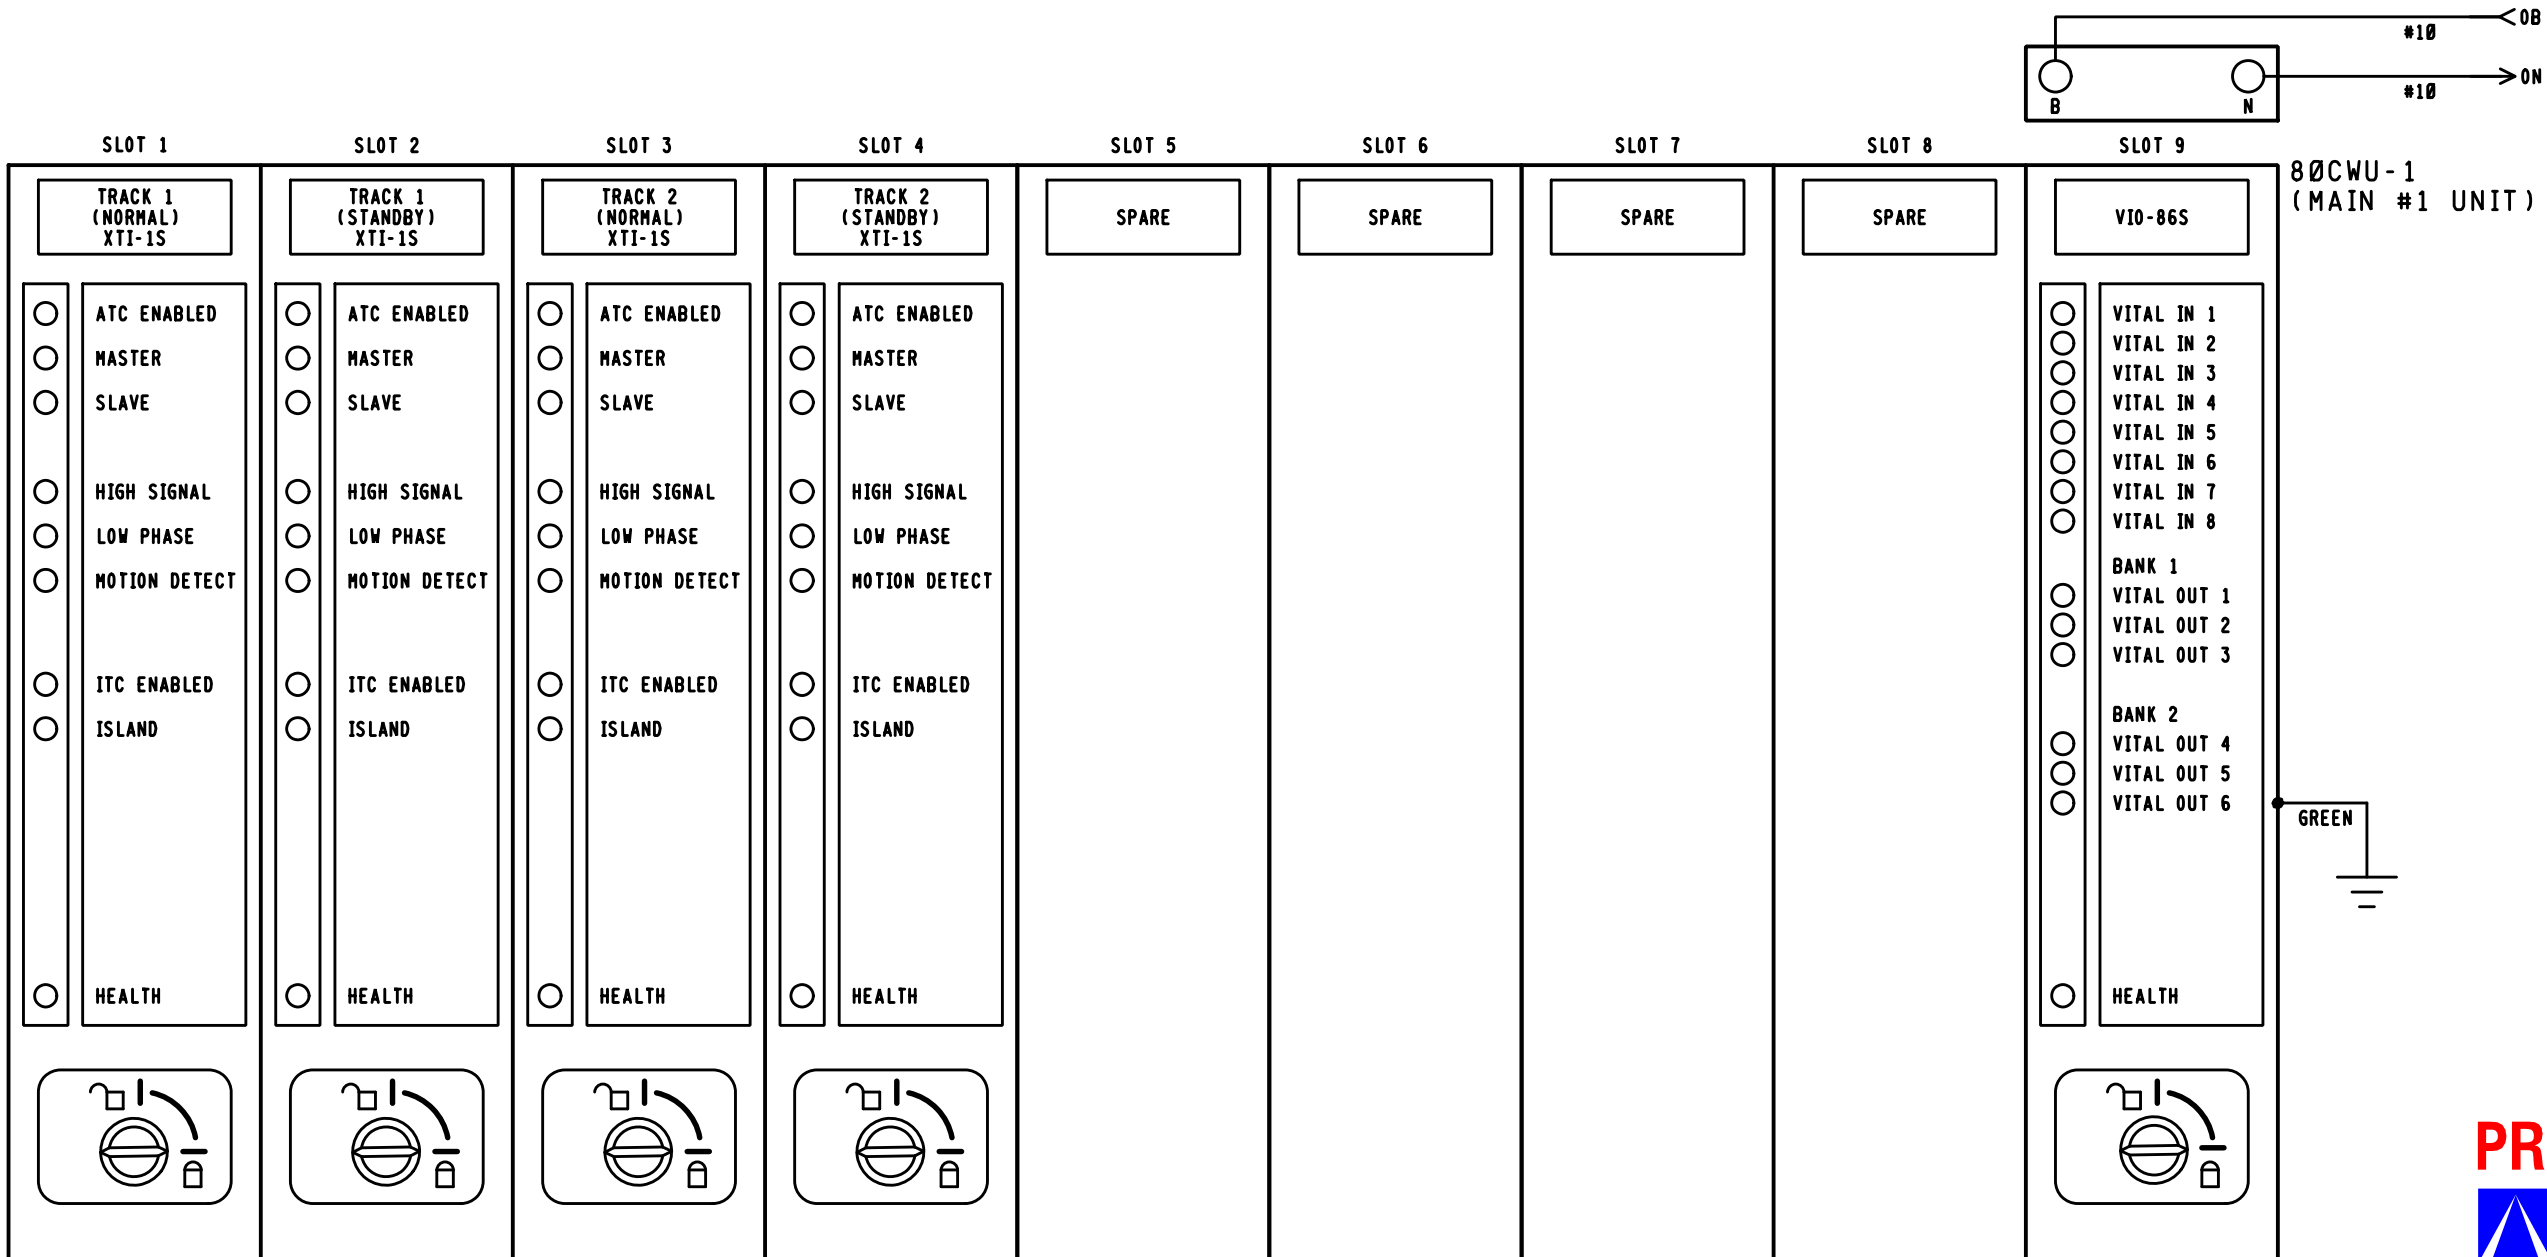 OB
#10
ON
#10
B N
SLOT 1 SLOT 2 SLOT 3 SLOT 4 SLOT 5 SLOT 6 SLOT 7 SLOT 8 SLOT 9
80CWU-1
(MAIN #1 UNIT)
TRACK 1
(NORMAL)
XTI-1S
TRACK 1
(STANDBY)
XTI-1S
TRACK 2
(NORMAL)
XTI-1S
TRACK 2
(STANDBY)
XTI-1S
SPARE
SPARE
SPARE
SPARE
VIO-86S
ATC ENABLED
MASTER
SLAVE
HIGH SIGNAL
LOW PHASE
MOTION DETECT
ITC ENABLED
ISLAND
HEALTH
ATC ENABLED
MASTER
SLAVE
HIGH SIGNAL
LOW PHASE
MOTION DETECT
ITC ENABLED
ISLAND
HEALTH
ATC ENABLED
MASTER
SLAVE
HIGH SIGNAL
LOW PHASE
MOTION DETECT
ITC ENABLED
ISLAND
HEALTH
ATC ENABLED
MASTER
SLAVE
HIGH SIGNAL
LOW PHASE
MOTION DETECT
ITC ENABLED
ISLAND
HEALTH
VITAL IN 1
VITAL IN 2
VITAL IN 3
VITAL IN 4
VITAL IN 5
VITAL IN 6
VITAL IN 7
VITAL IN 8
BANK 1
VITAL OUT 1
VITAL OUT 2
VITAL OUT 3
BANK 2
VITAL OUT 4
VITAL OUT 5
VITAL OUT 6
HEALTH
GREEN
PR